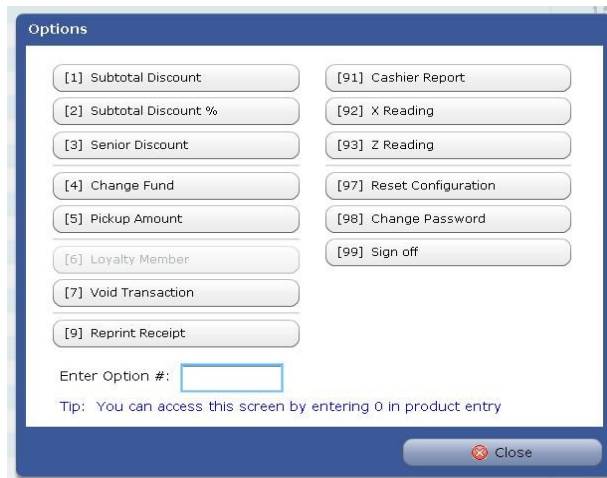 Options
[1] Subtotal Discount
[2] Subtotal Discount %
[3] Senior Discount
[4] Change Fund
[5] Pickup Amount
[6] Loyalty Member
[7] Void Transaction
[9] Reprint Receipt
[91] Cashier Report
[92] X Reading
[93] Z Reading
[97] Reset Configuration
[98] Change Password
[99] Sign off
Enter Option #:
Tip: You can access this screen by entering 0 in product entry
Close